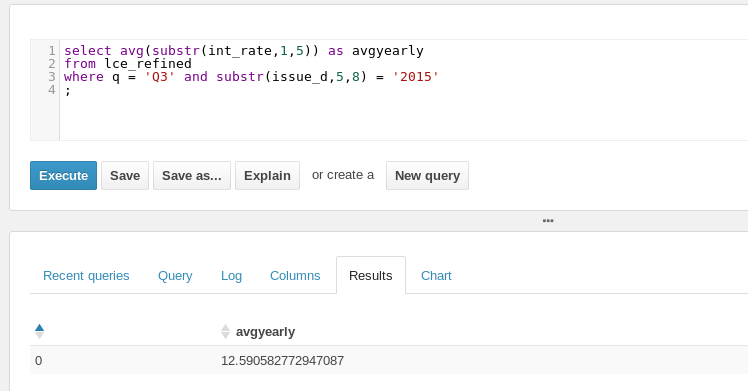 1 select avg(substr(int_rate,1,5)) as avgyearly
2 from lce_refined
3 where q = 'Q3' and substr(issue_d,5,8) = '2015'
4 ;
Execute Save Save as... Explain or create a New query
Recent queries Query Log Columns Results Chart
avgyearly
0 12.590582772947087